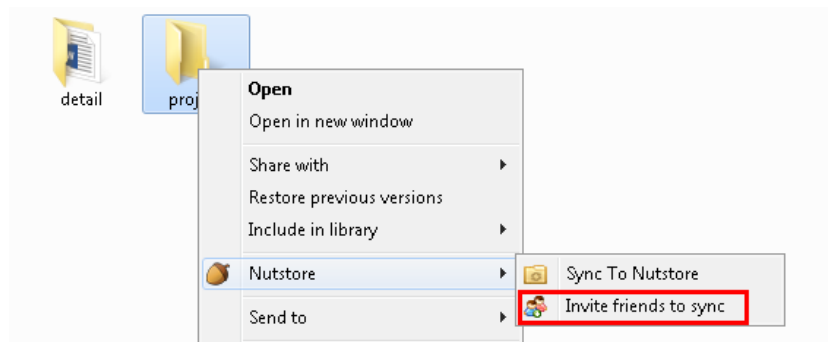 detail
proj
Open
Open in new window
Share with
Restore previous versions
Include in library
Nutstore
Sync To Nutstore
Invite friends to sync
Send to